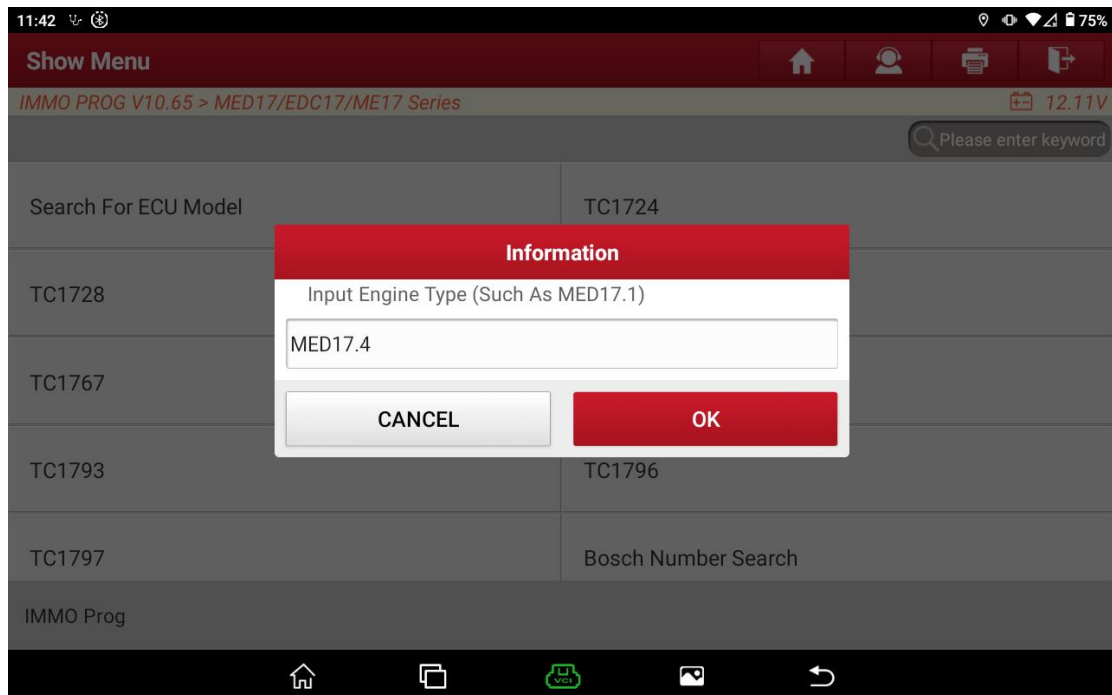 11:42 75%
Show Menu
IMMO PROG V10.65 > MED17/EDC17/ME17 Series 12.11V
Please enter keyword
Search For ECU Model TC1724
Information
TC1728
Input Engine Type (Such As MED17.1)
MED17.4
TC1767
CANCEL OK
TC1793 TC1796
TC1797 Bosch Number Search
IMMO Prog
VCI